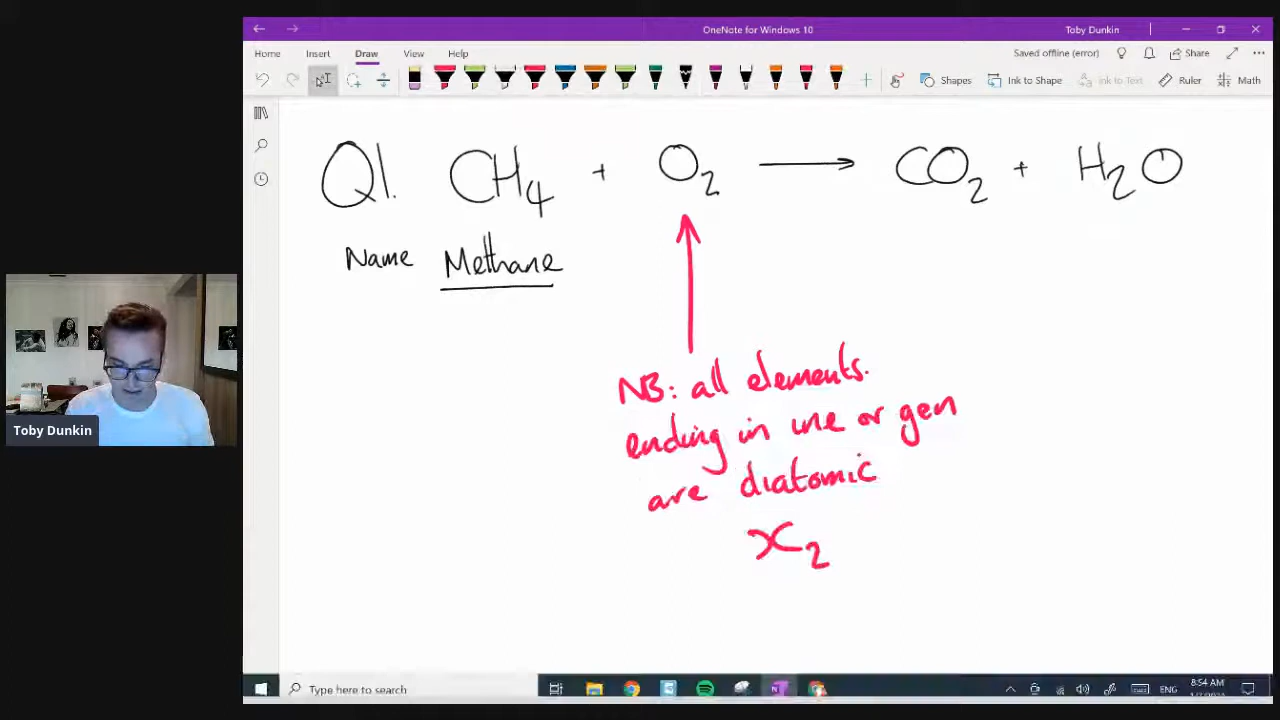 OneNote for Windows 10
Toby Dunkin
Home Insert Draw View Help
Saved offline (error) Share
Shapes Ink to Shape Ink to Text Ruler Math
Q1. CH4 + O2 → CO2 + H2O
Name Methane
NB: all elements.
ending in ine or gen
are diatomic
x2
Toby Dunkin
Type here to search
ENG
8:54 AM